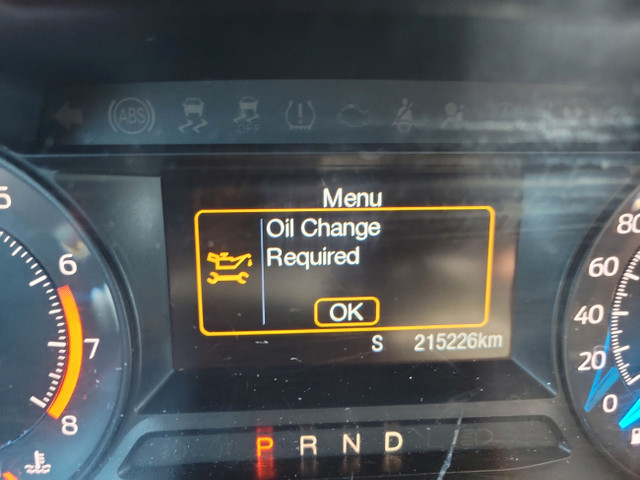 ABS
OFF
Menu
Oil Change
Required
OK
S 215226km
5
6
7
8
80
60
40
20
0
P R N D